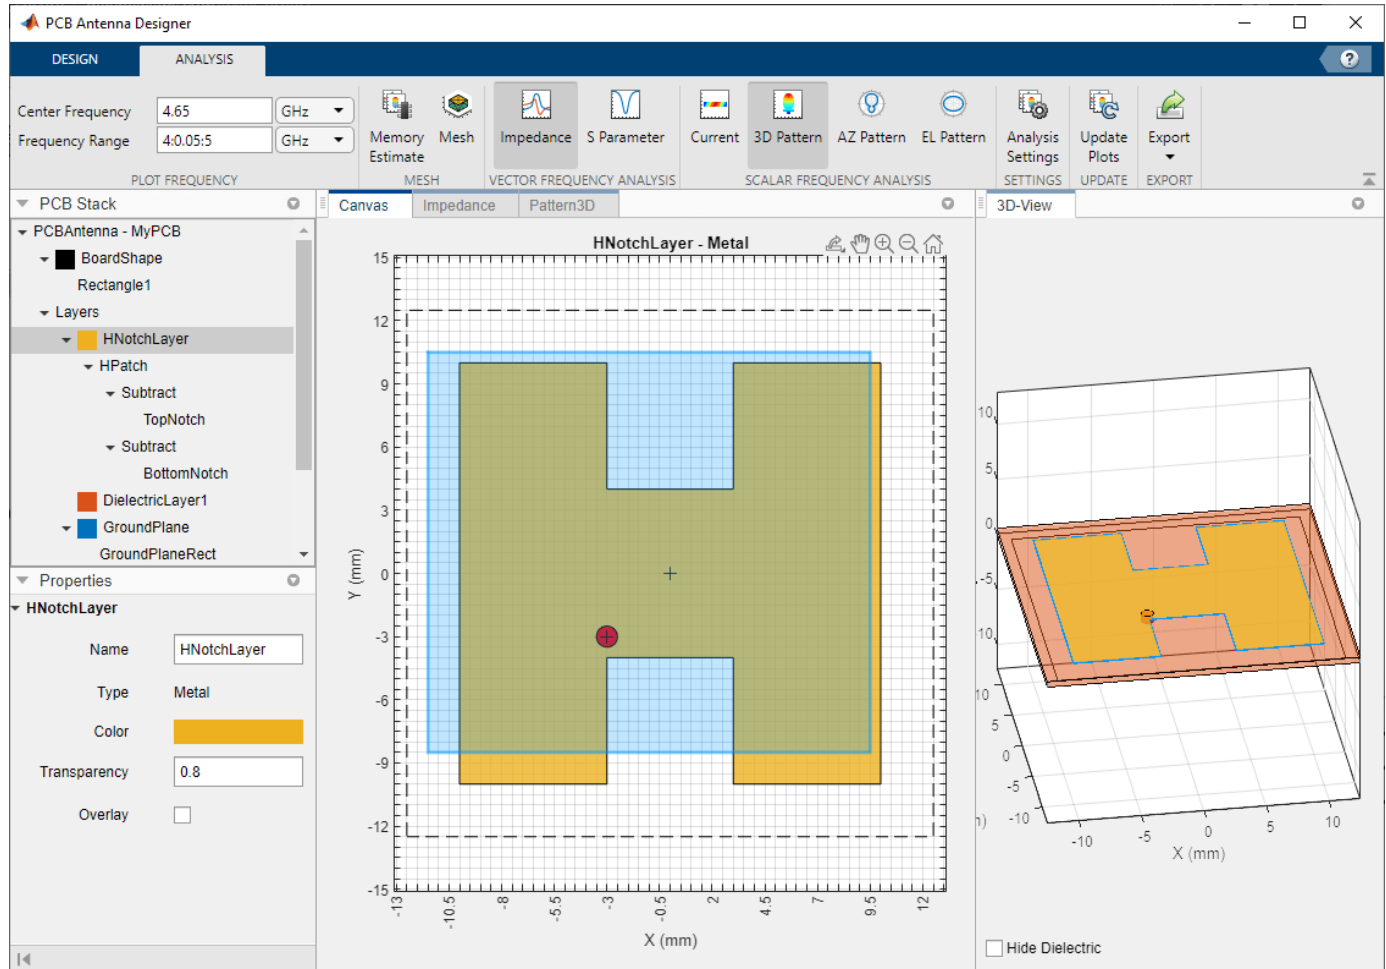 PCB Antenna Designer
DESIGN
ANALYSIS
?
Center Frequency
4.65
GHz
Frequency Range
4:0.05:5
GHz
PLOT FREQUENCY
Memory
Estimate
Mesh
MESH
Impedance
S Parameter
VECTOR FREQUENCY ANALYSIS
Current
3D Pattern
AZ Pattern
EL Pattern
SCALAR FREQUENCY ANALYSIS
Analysis
Settings
SETTINGS
Update
Plots
UPDATE
Export
EXPORT
PCB Stack
PCBAntenna - MyPCB
BoardShape
Rectangle1
Layers
HNotchLayer
HPatch
Subtract
TopNotch
Subtract
BottomNotch
DielectricLayer1
GroundPlane
GroundPlaneRect
Properties
HNotchLayer
Name
HNotchLayer
Type
Metal
Color
Transparency
0.8
Overlay
Canvas
Impedance
Pattern3D
HNotchLayer - Metal
15
12
9
6
3
0
-3
-6
-9
-12
-15
Y (mm)
-13
-10.5
-8
-5.5
-3
-0.5
2
4.5
7
9.5
12
X (mm)
3D-View
10
5
0
-5
10
10
5
0
-5
-10
-10
-5
0
5
10
X (mm)
Hide Dielectric